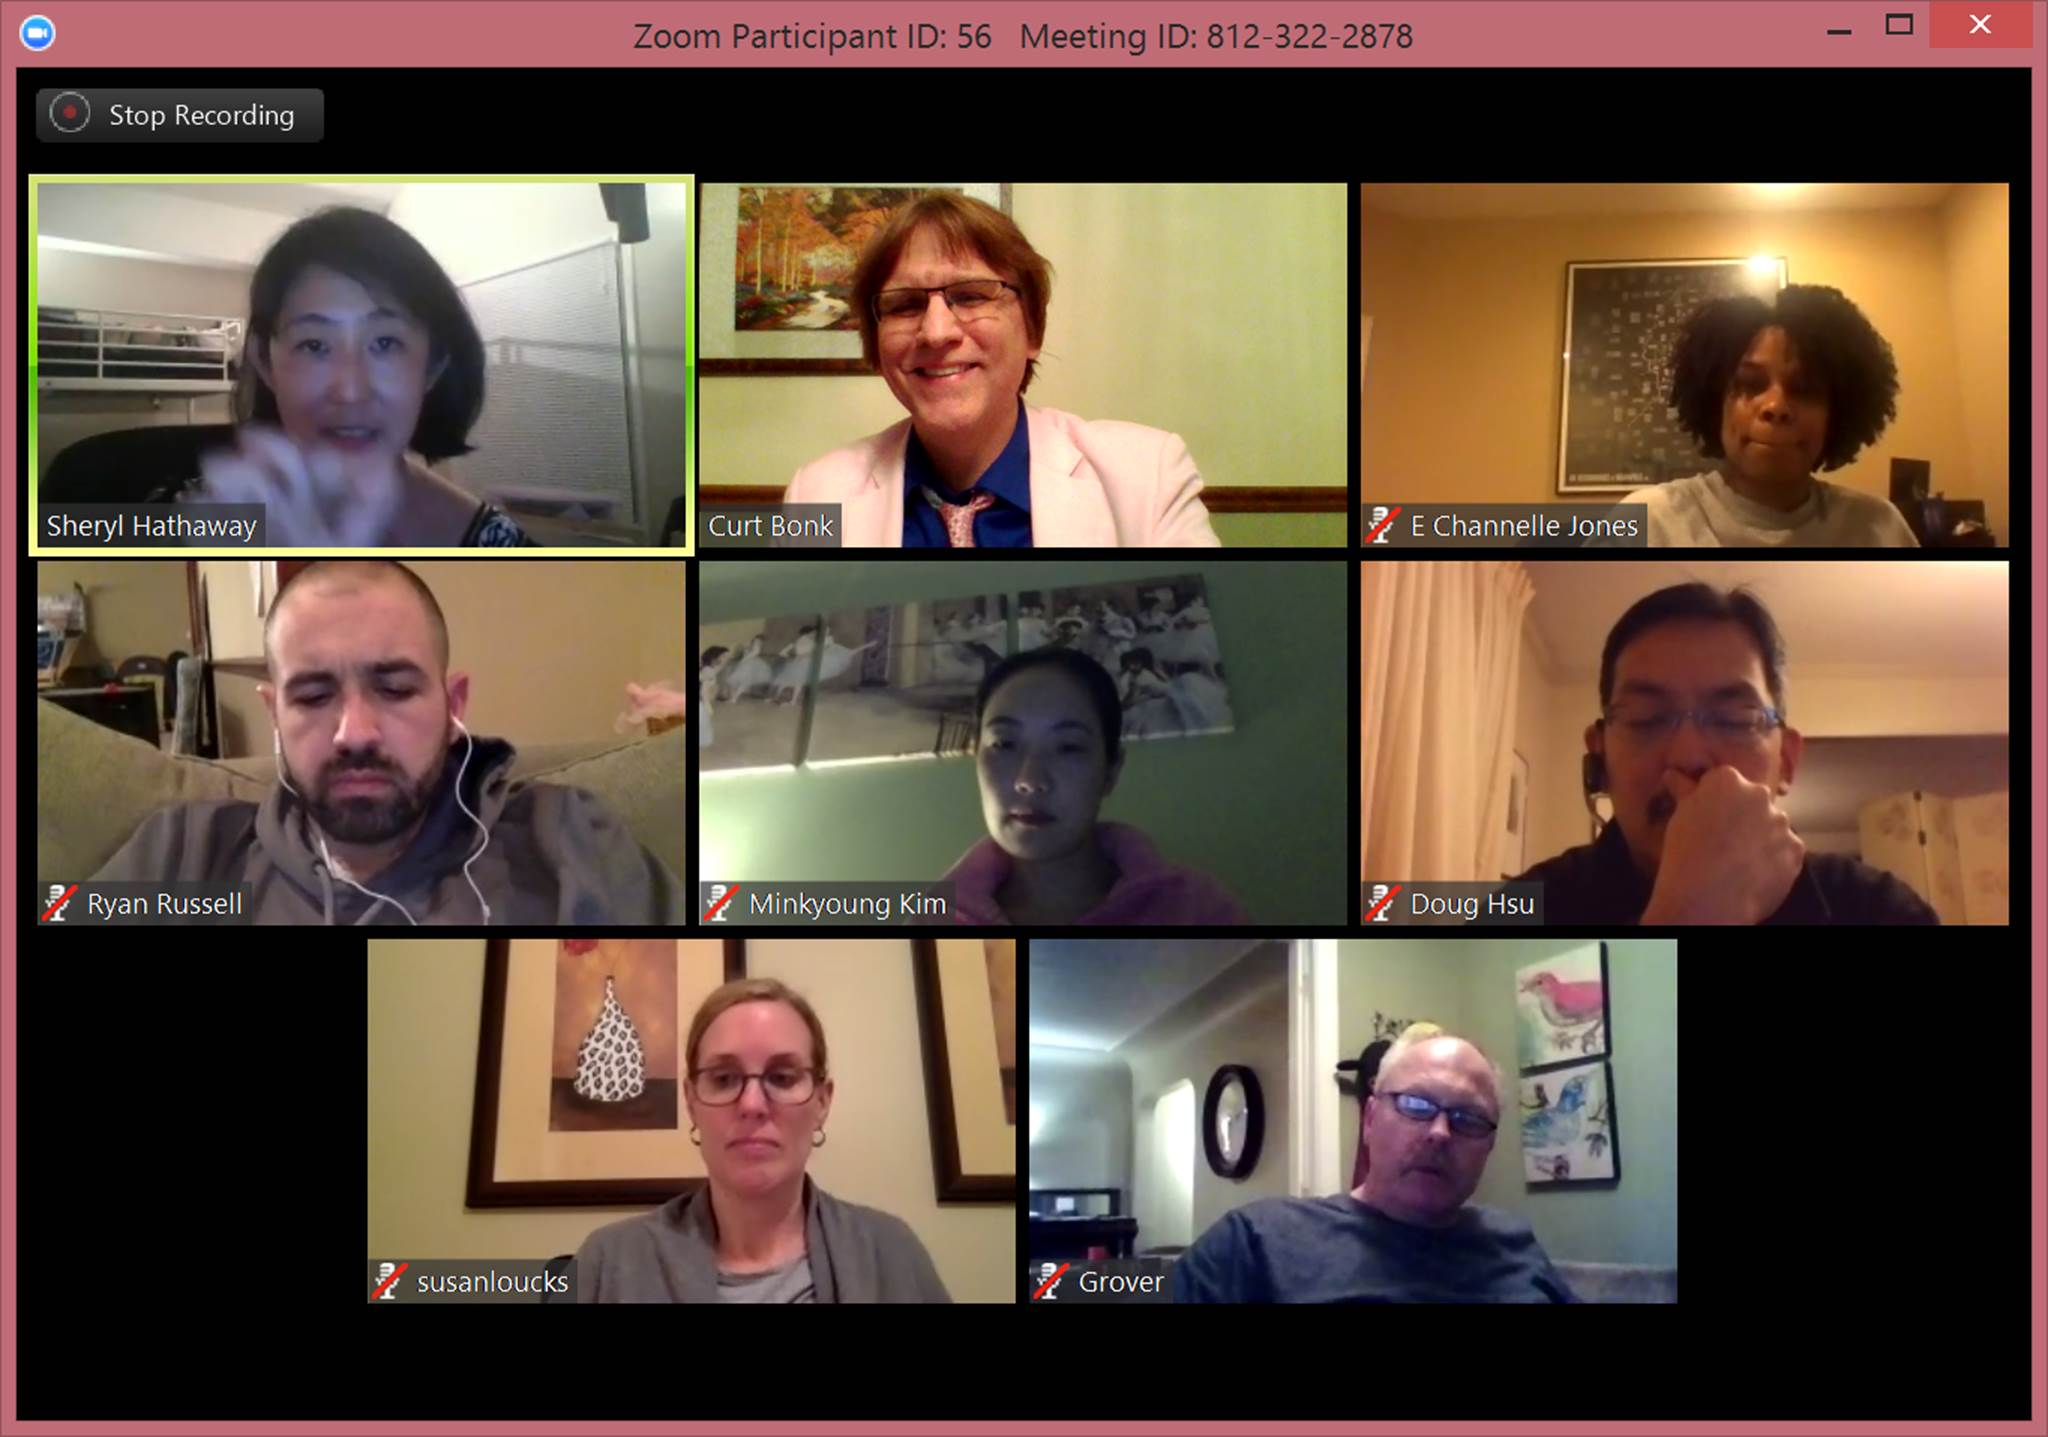 Zoom Participant ID: 56 Meeting ID: 812-322-2878
Stop Recording
Sheryl Hathaway
Curt Bonk
E Channelle Jones
Ryan Russell
Minkyoung Kim
Doug Hsu
susanloucks
Grover